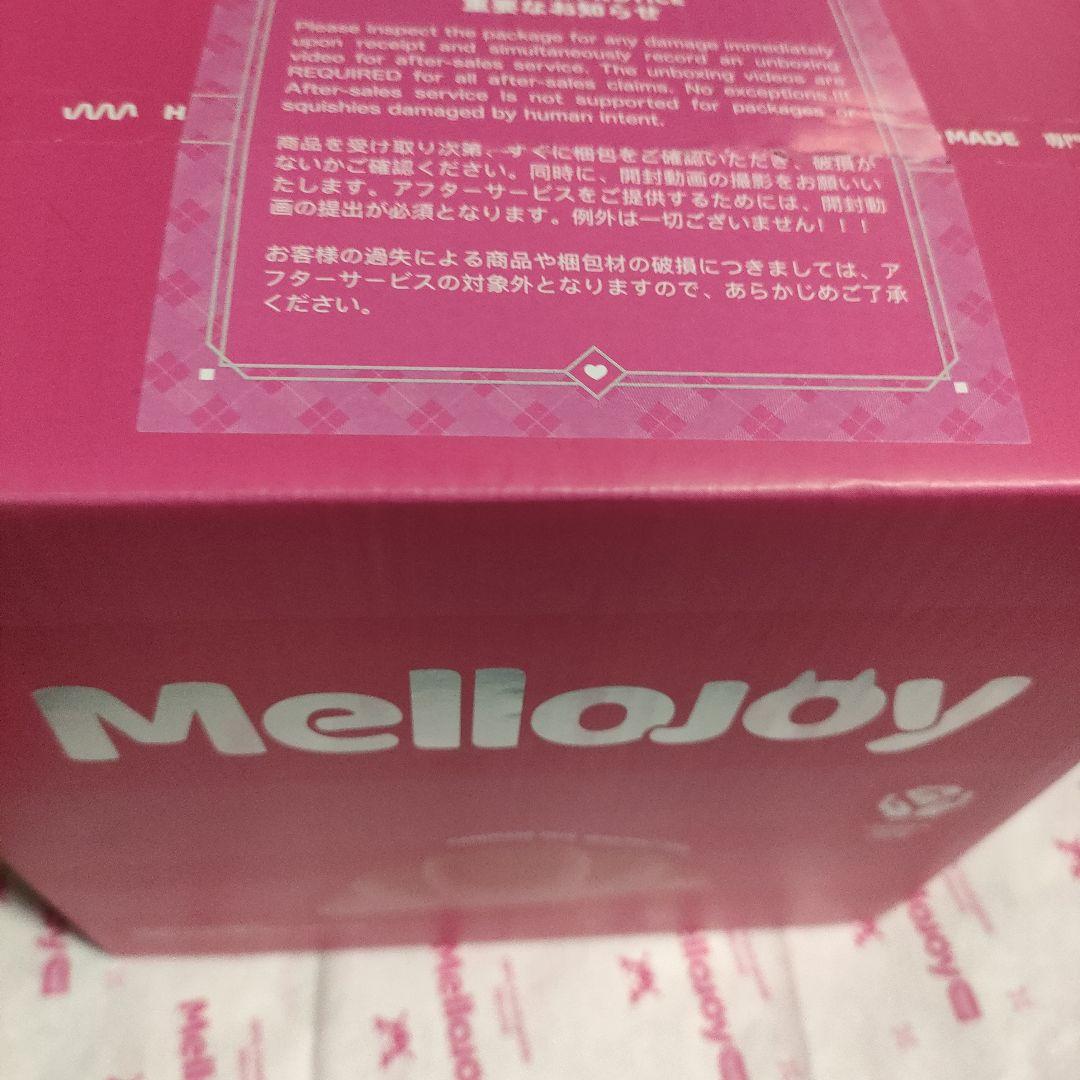 重要なお知らせ
Please inspect the package for any damage immediately
upon receipt and simultaneously record an unboxing
video for after-sales service. The unboxing videos are
REQUIRED for all after-sales claims. No exceptions!!!
After-sales service is not supported for packages or
squishies damaged by human intent.
商品を受け取り次第、すぐに梱包をご確認いただき、破損が
ないかご確認ください。同時に、開封動画の撮影をお願いい
たします。アフターサービスをご提供するためには、開封動
画の提出が必須となります。例外は一切ございません!!!
お客様の過失による商品や梱包材の破損につきましては、ア
フターサービスの対象外となりますので、あらかじめご了承
ください。
MADE
Mellojoy